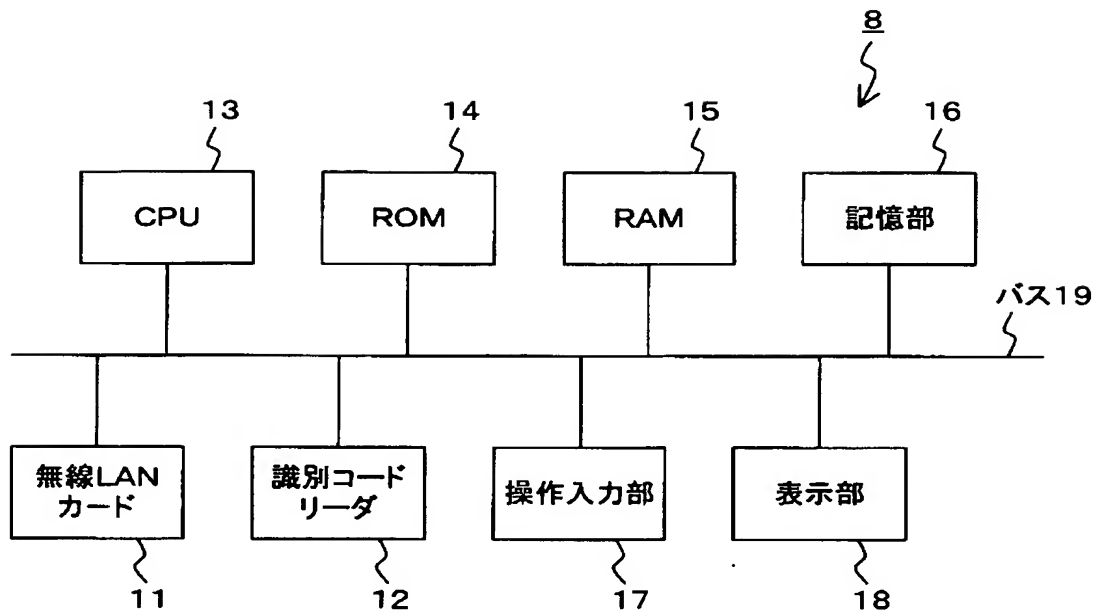 8
13
14
15
16
CPU
ROM
RAM
記憶部
バス19
無線LAN
カード
識別コード
リーダ
操作入力部
表示部
11
12
17
18